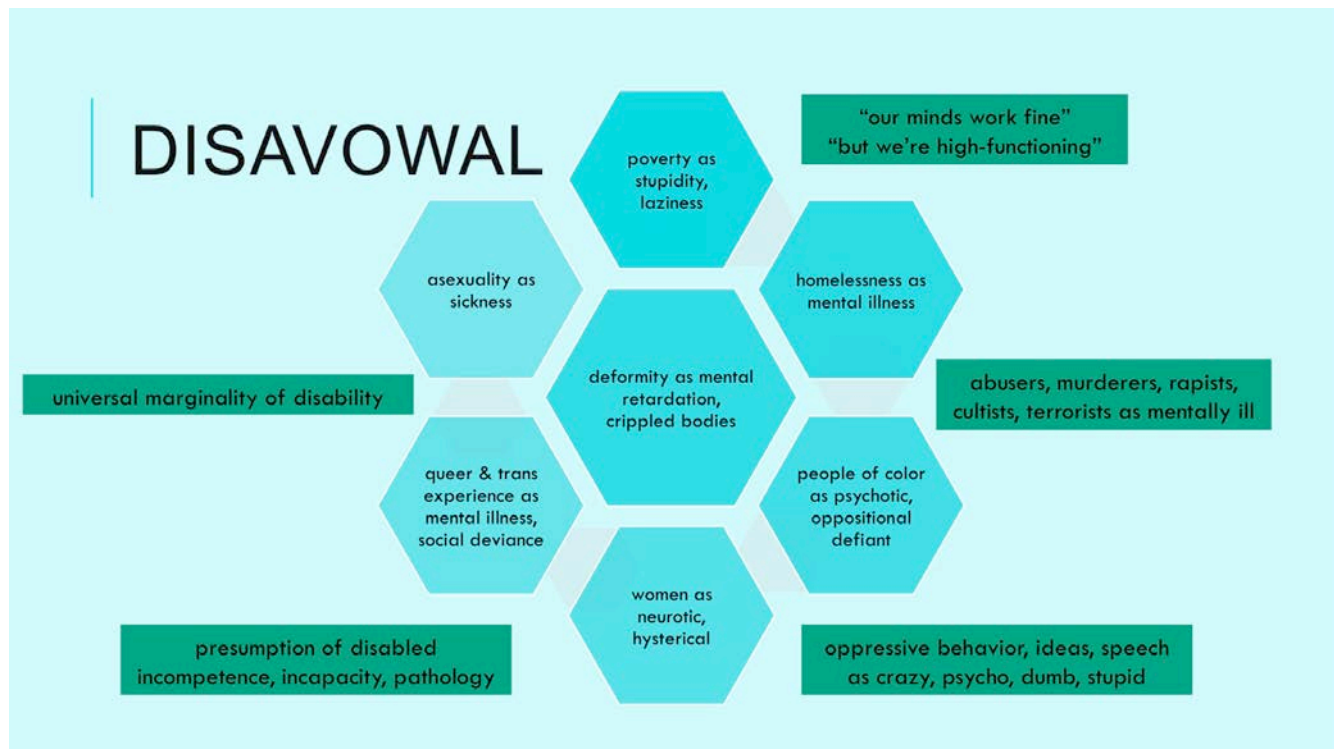 DISAVOWAL
“our minds work fine”
“but we’re high-functioning”
poverty as
stupidity,
laziness
asexuality as
sickness
homelessness as
mental illness
deformity as mental
retardation,
crippled bodies
universal marginality of disability
abusers, murderers, rapists,
cultists, terrorists as mentally ill
queer & trans
experience as
mental illness,
social deviance
people of color
as psychotic,
oppositional
defiant
women as
neurotic,
hysterical
presumption of disabled
incompetence, incapacity, pathology
oppressive behavior, ideas, speech
as crazy, psycho, dumb, stupid